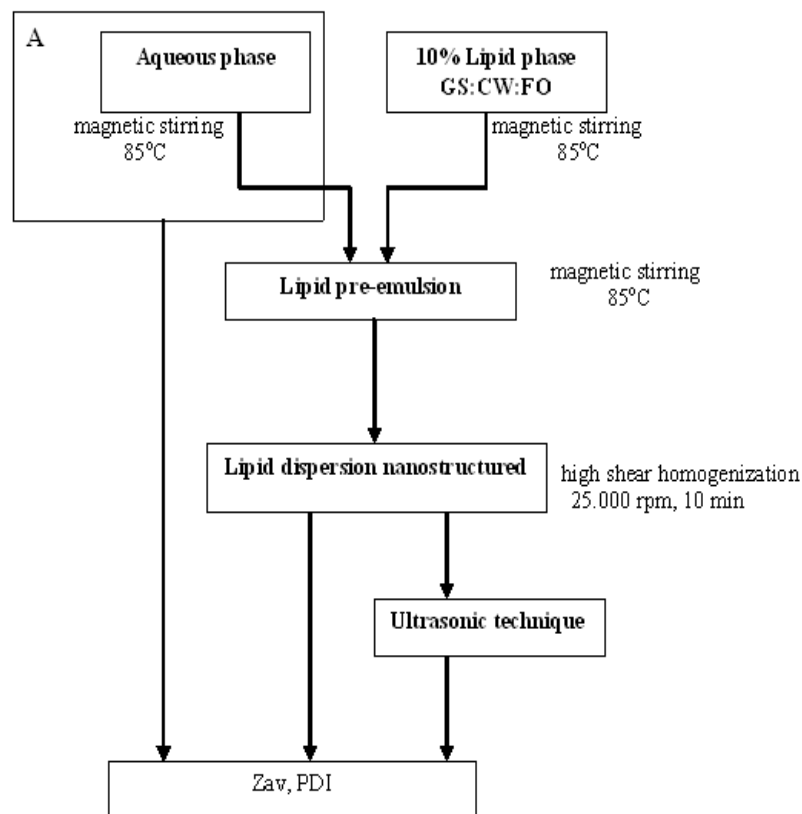 A
Aqueous phase
10% Lipid phase
GS:CW:FO
magnetic stirring
85°C
magnetic stirring
85°C
Lipid pre-emulsion
magnetic stirring
85°C
Lipid dispersion nanostructured
high shear homogenization
25.000 rpm, 10 min
Ultrasonic technique
Zav, PDI